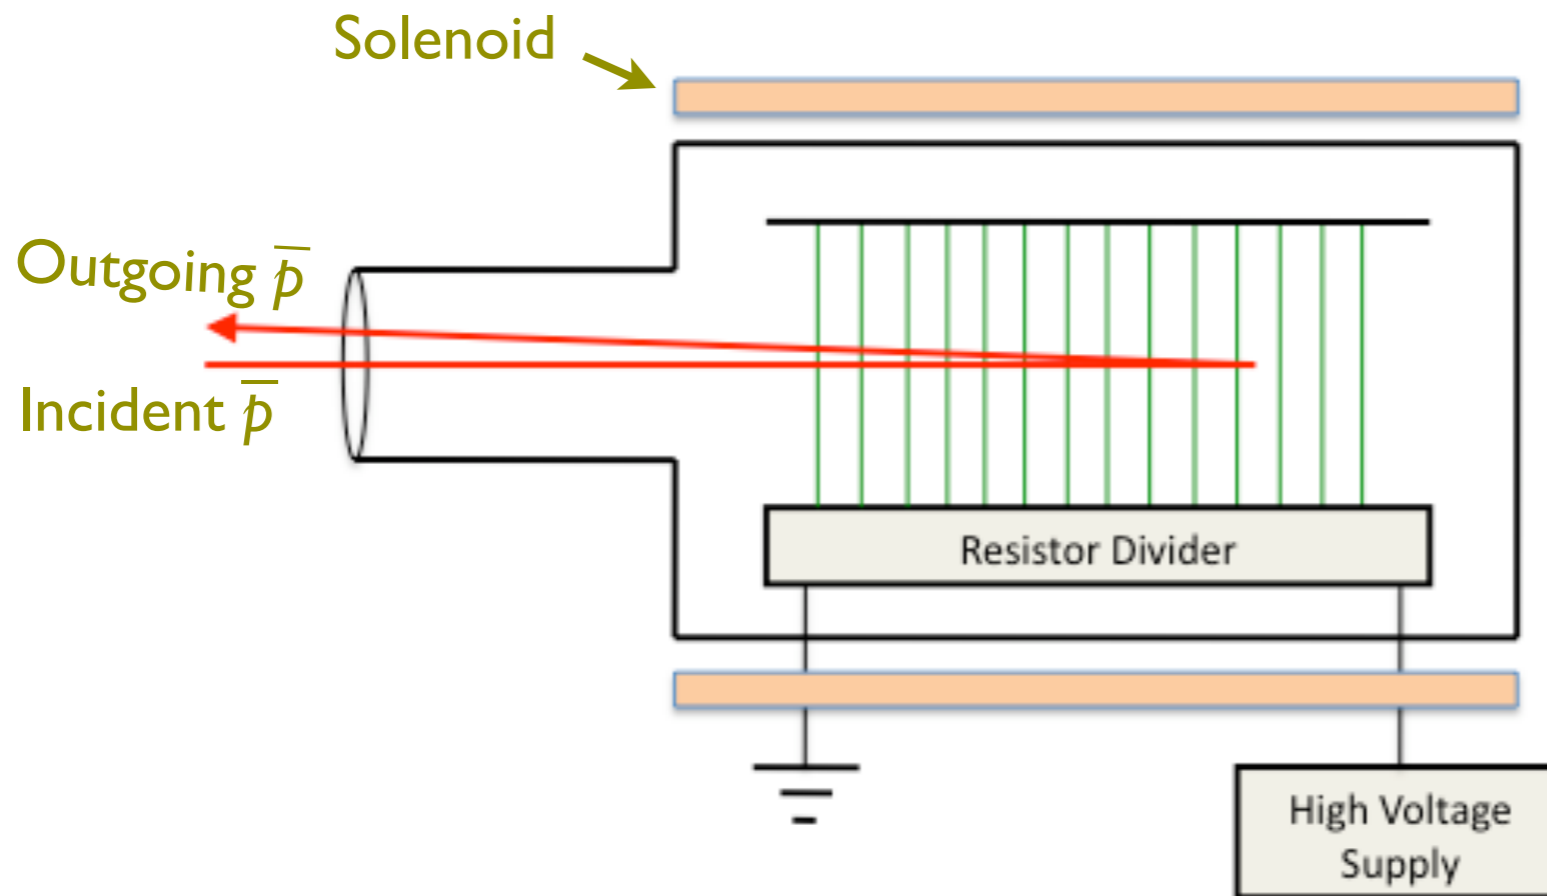 Solenoid
Outgoing p̅
Incident p̅
Resistor Divider
High Voltage
Supply